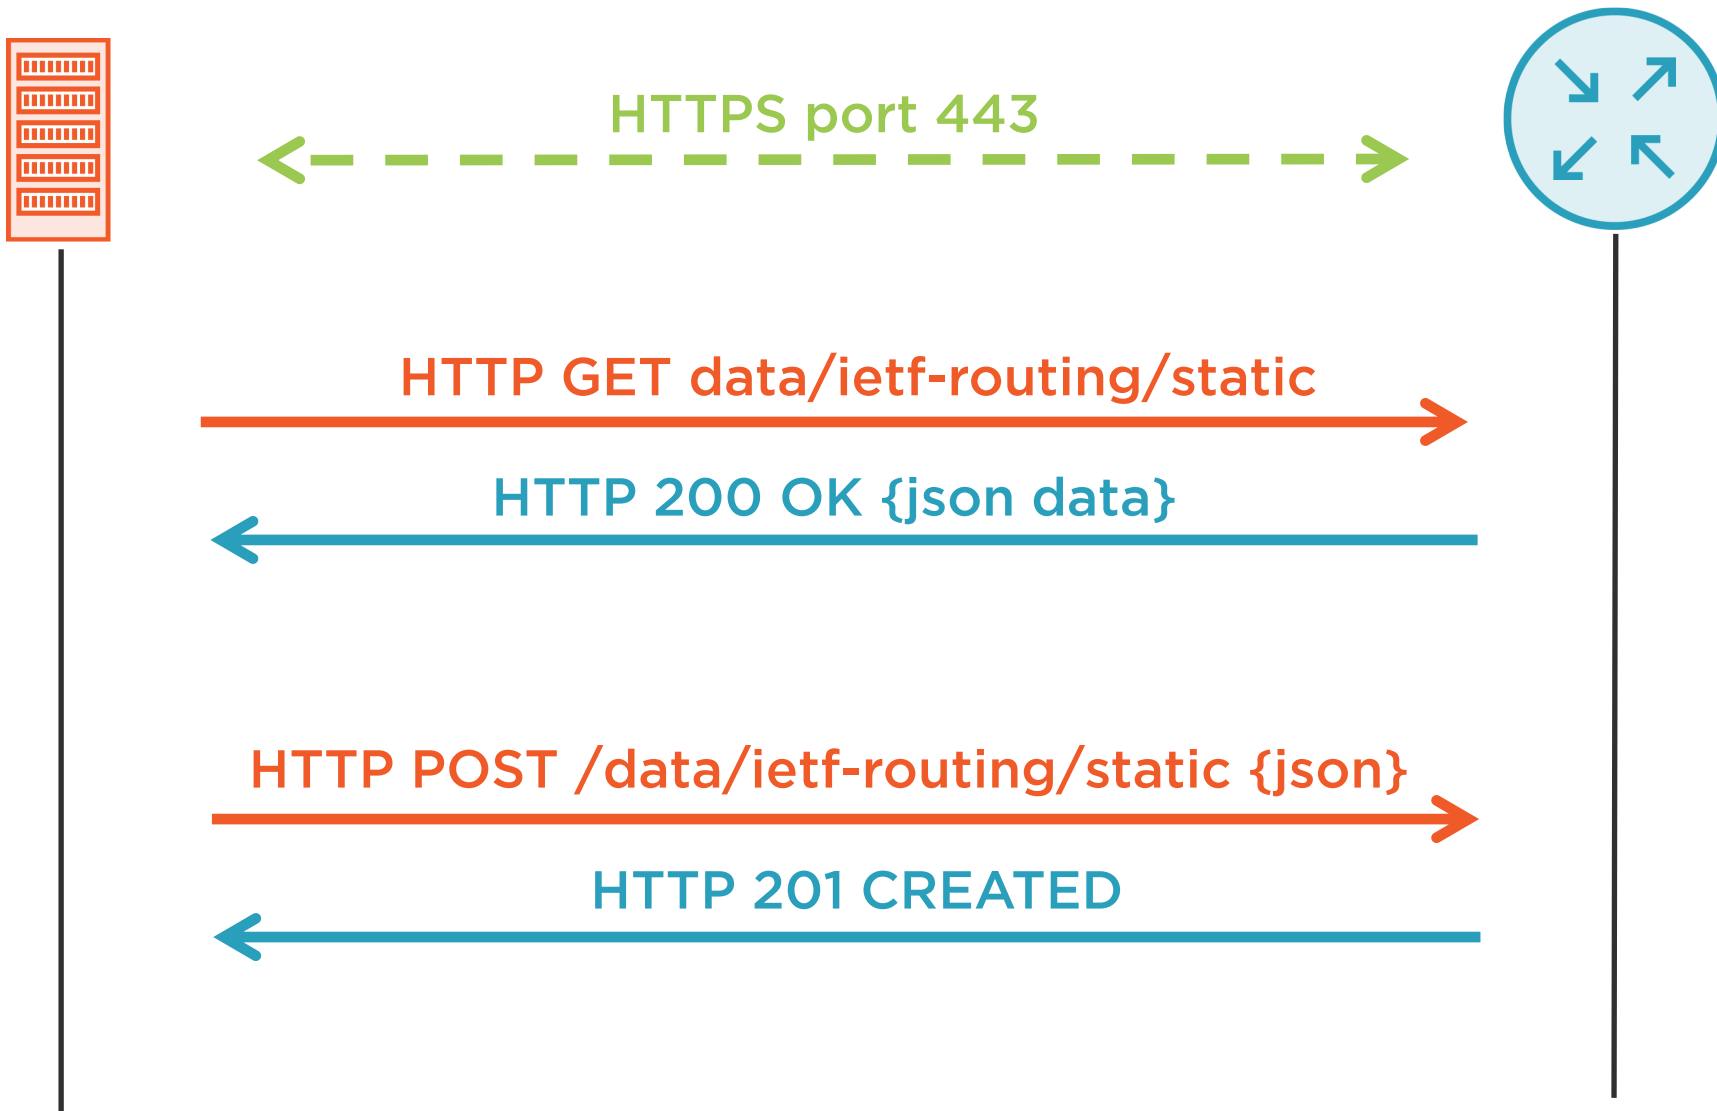 HTTPS port 443
HTTP GET data/ietf-routing/static
HTTP 200 OK {json data}
HTTP POST /data/ietf-routing/static {json}
HTTP 201 CREATED